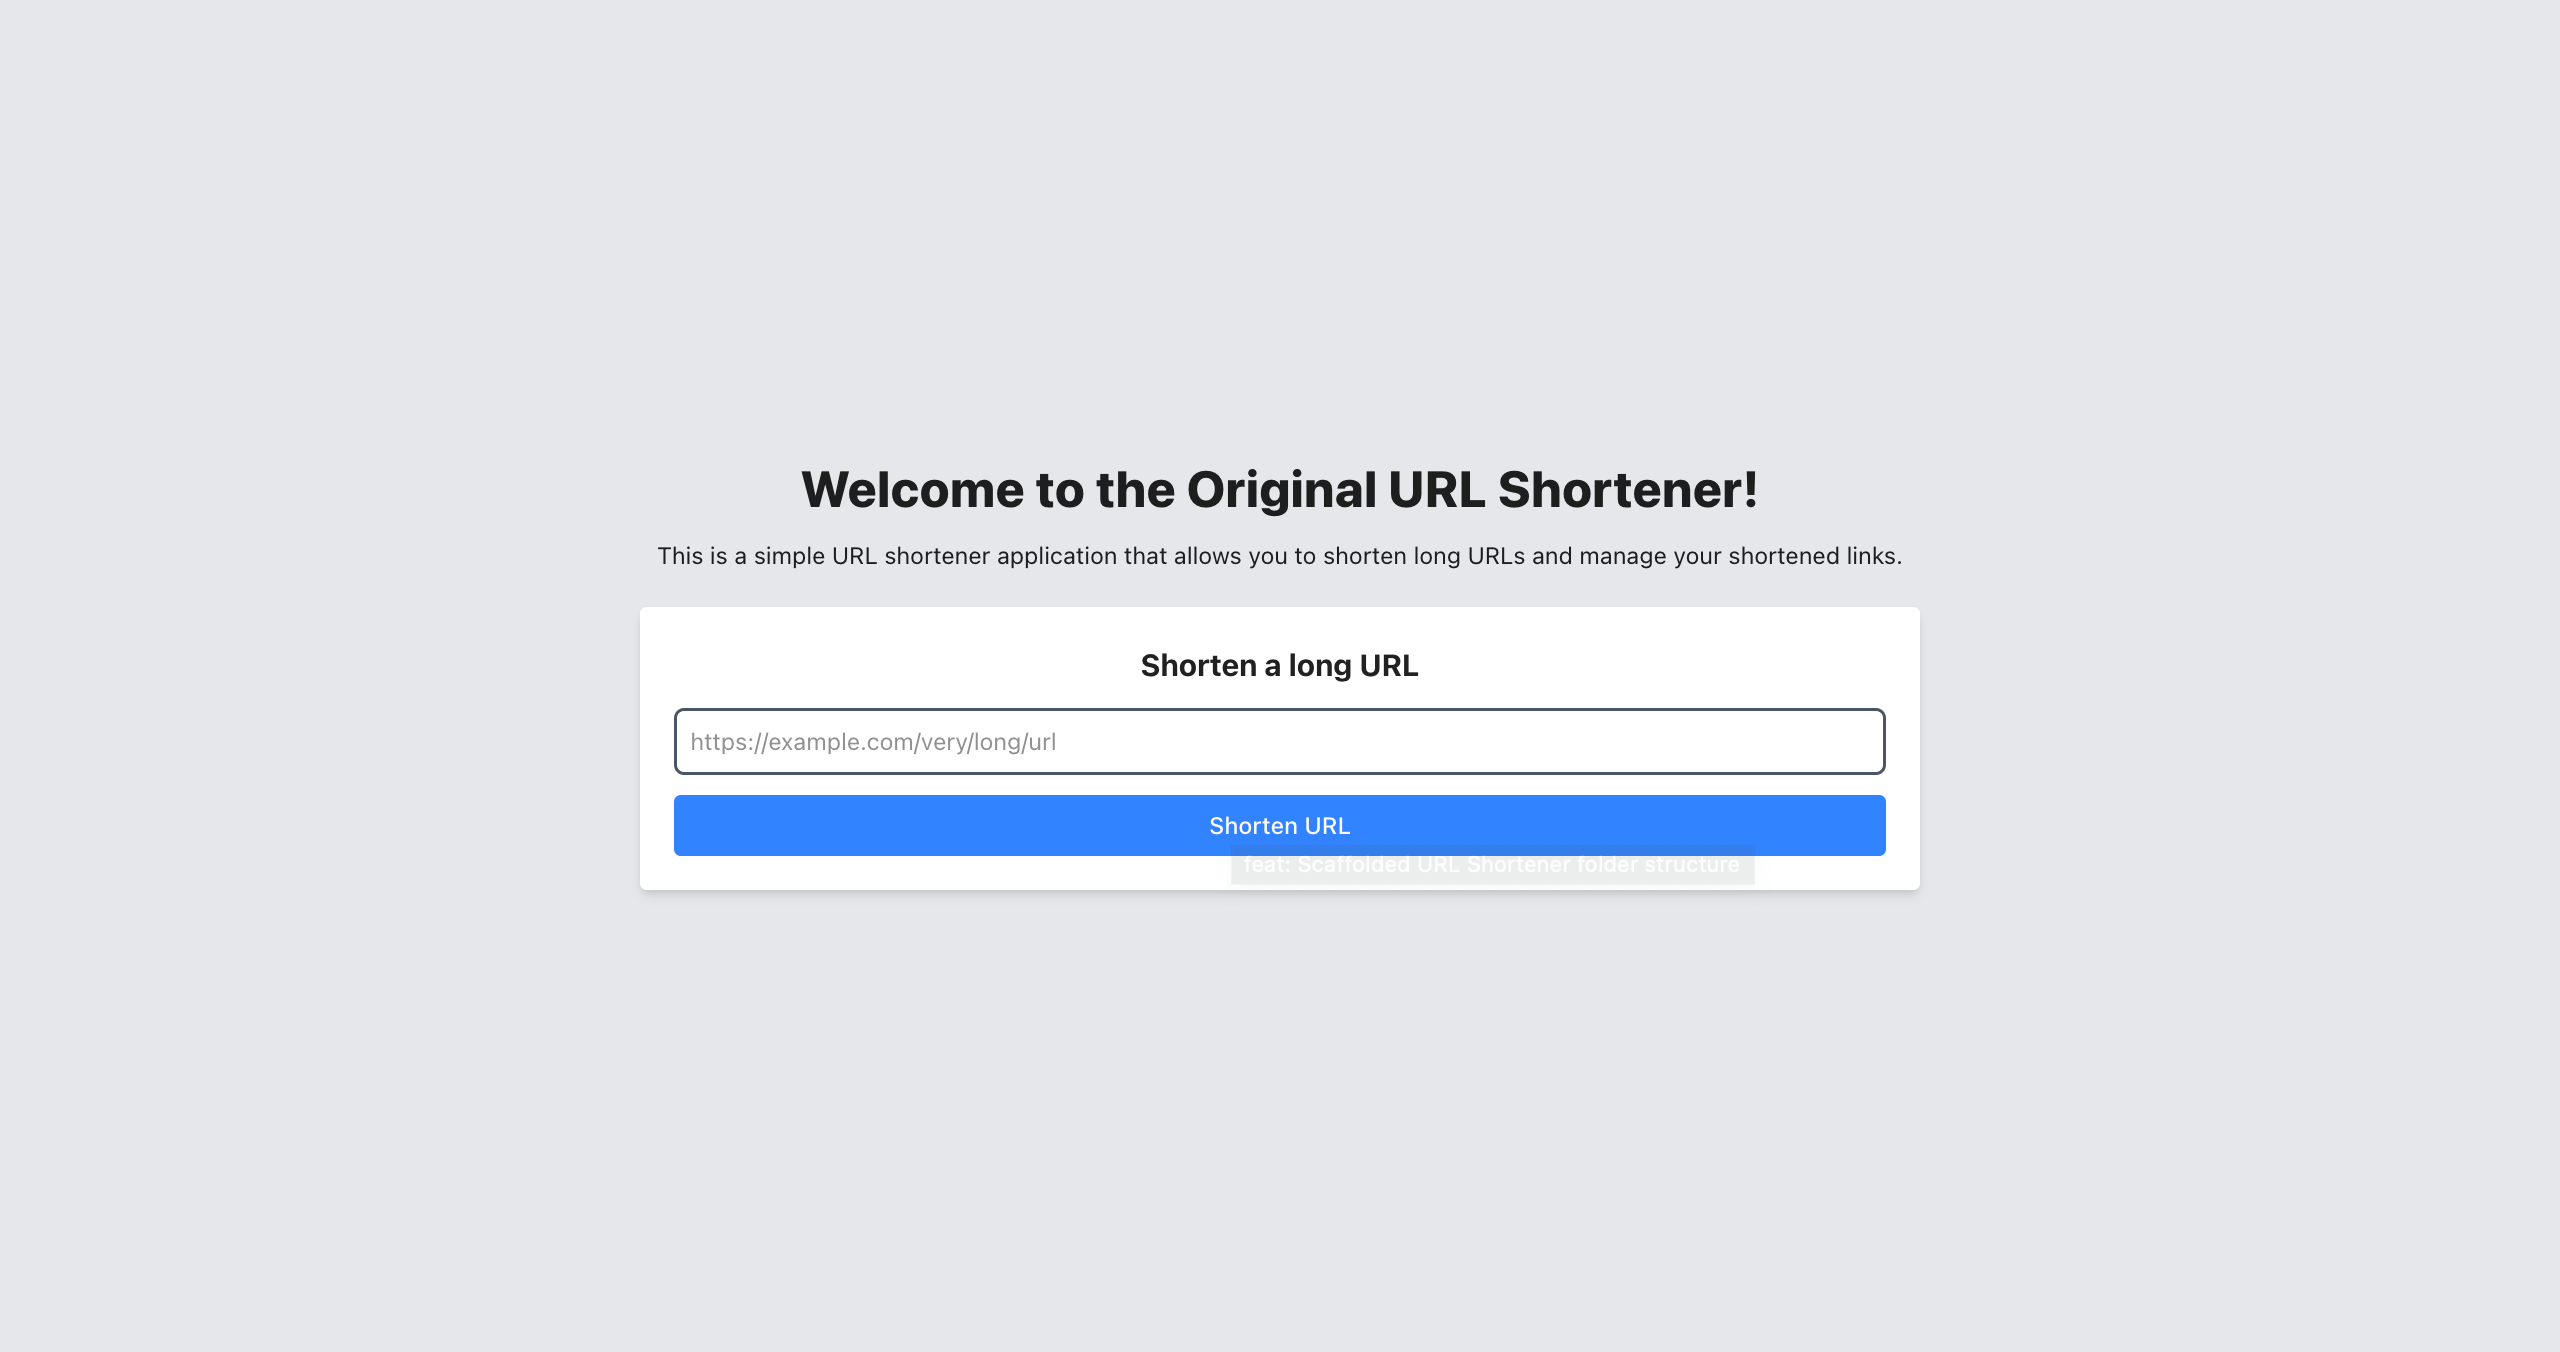 Welcome to the Original URL Shortener!
This is a simple URL shortener application that allows you to shorten long URLs and manage your shortened links.
Shorten a long URL
https://example.com/very/long/url
Shorten URL
feat: Scaffolded URL Shortener folder structure